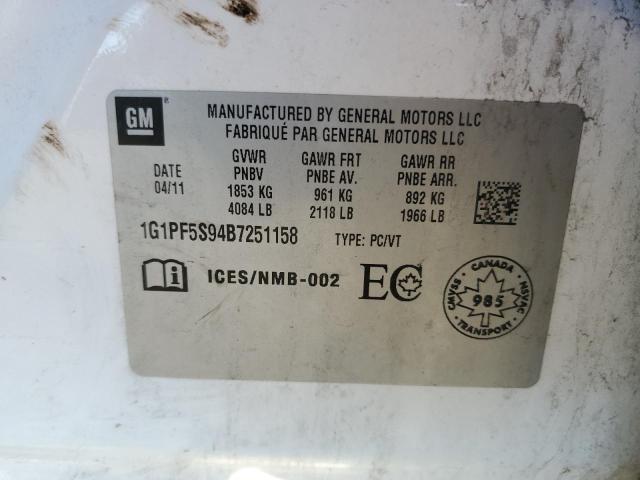 GM
MANUFACTURED BY GENERAL MOTORS LLC
FABRIQUÉ PAR GENERAL MOTORS LLC
DATE
04/11
GVWR
PNBV
1853 KG
4084 LB
GAWR FRT
PNBE AV.
961 KG
2118 LB
GAWR RR
PNBE ARR.
892 KG
1966 LB
1G1PF5S94B7251158 TYPE: PC/VT
i ICES/NMB-002 EC
CANADA
CMVSS - NSVAC
985
TRANSPORT